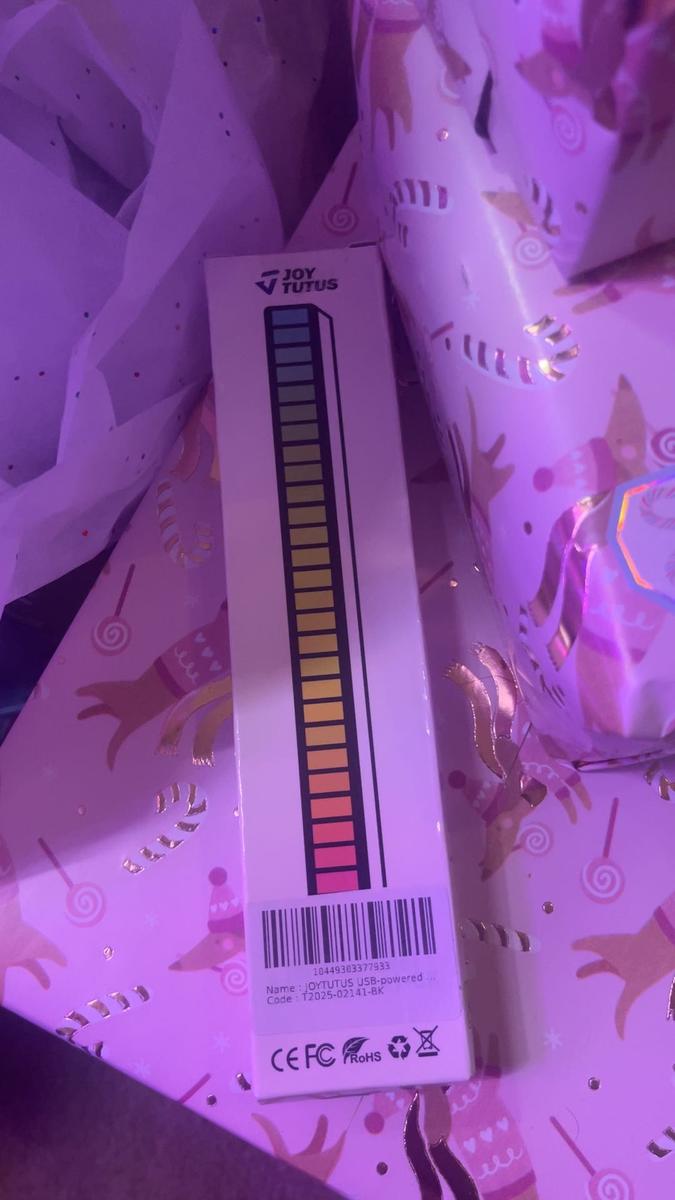 JOY
TUTUS
10449303377933
Name : JOYTUTUS USB-powered ...
Code : T2025-02141-BK
CE FC RoHS